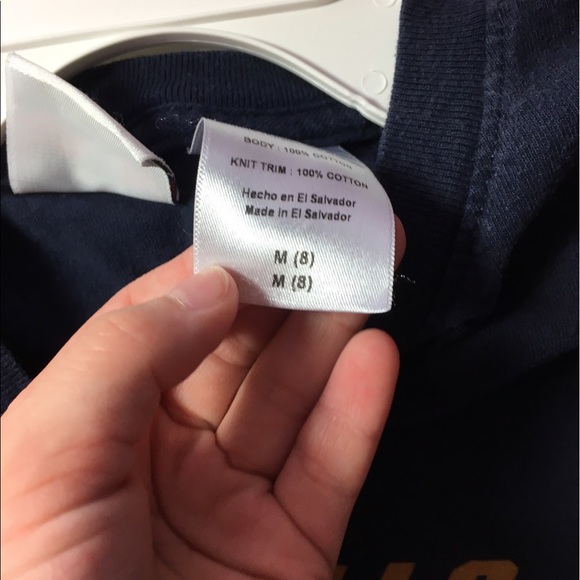 BODY : 100% COTTON
KNIT TRIM : 100% COTTON
Hecho en El Salvador
Made in El Salvador
M (8)
M (8)